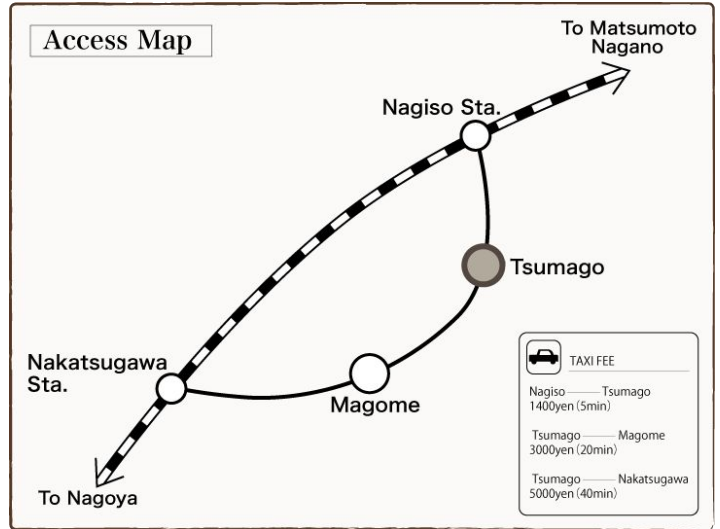 Access Map
To Matsumoto
Nagano
Nagiso Sta.
Tsumago
Nakatsugawa
Sta.
Magome
To Nagoya
TAXI FEE
Nagiso —— Tsumago
1400yen (5min)
Tsumago —— Magome
3000yen (20min)
Tsumago —— Nakatsugawa
5000yen (40min)